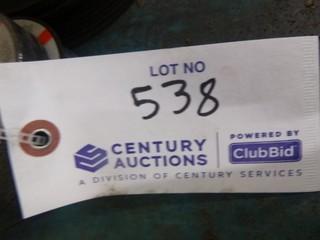 LOT NO
538
CENTURY AUCTIONS
POWERED BY ClubBid
A DIVISION OF CENTURY SERVICES